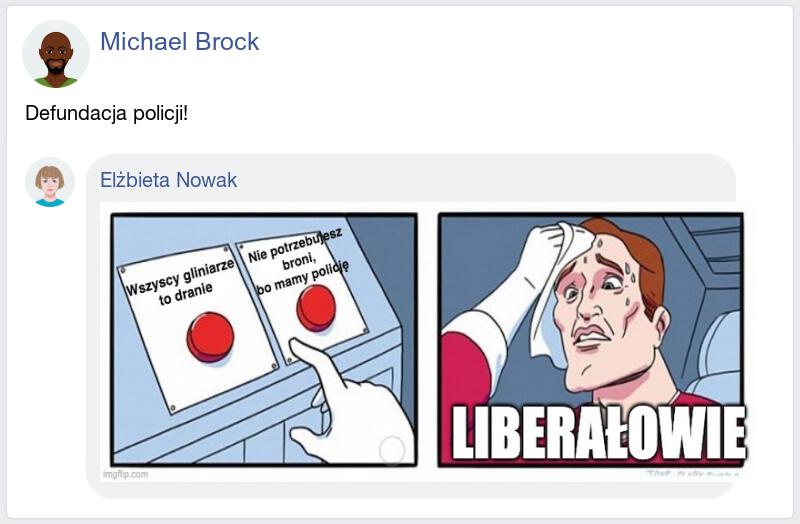 Michael Brock
Defundacja policji!
Elżbieta Nowak
Wszyscy gliniarze
to dranie
Nie potrzebujesz
broni,
bo mamy policję
LIBERAŁOWIE
imgflip.com